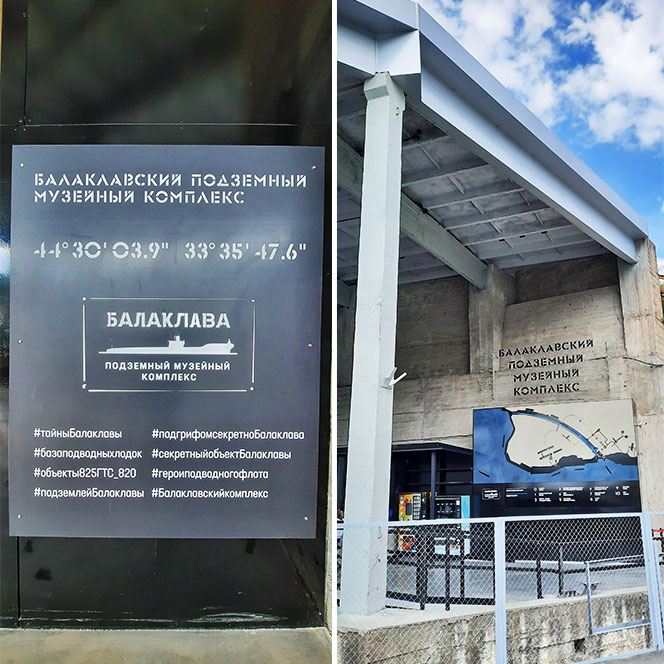 БАЛАКЛАВСКИЙ ПОДЗЕМНЫЙ
МУЗЕЙНЫЙ КОМПЛЕКС
44°30'03.9" 33°35'47.6"
БАЛАКЛАВА
ПОДЗЕМНЫЙ МУЗЕЙНЫЙ
КОМПЛЕКС
#тайныБалаклавы #подгрифомсекретноБалаклава
#базаподводныхлодок #секретныйобъектБалаклавы
#объекты825ГТС_820 #героиподводногофлота
#подземлейБалаклавы #Балаклавскийкомплекс
БАЛАКЛАВСКИЙ
ПОДЗЕМНЫЙ
МУЗЕЙНЫЙ
КОМПЛЕКС